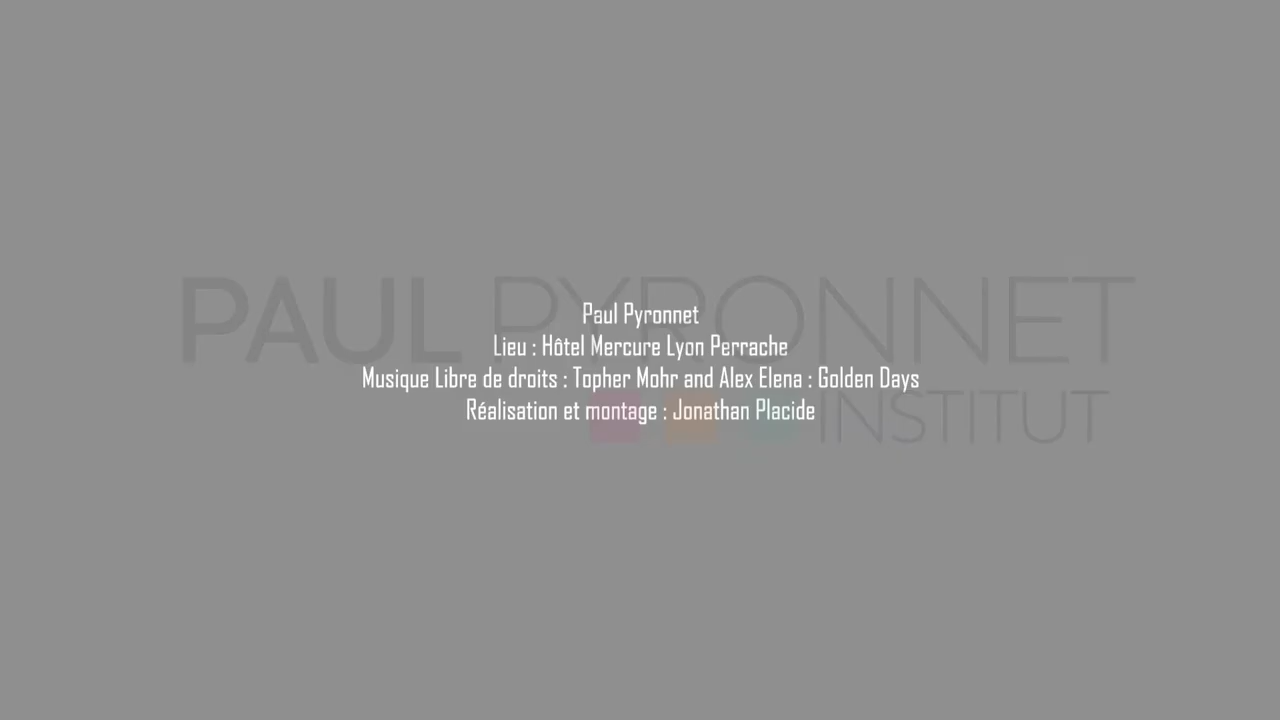 PAUL PYRONNET
INSTITUT
Paul Pyronnet
Lieu : Hôtel Mercure Lyon Perrache
Musique Libre de droits : Topher Mohr and Alex Elena : Golden Days
Réalisation et montage : Jonathan Placide